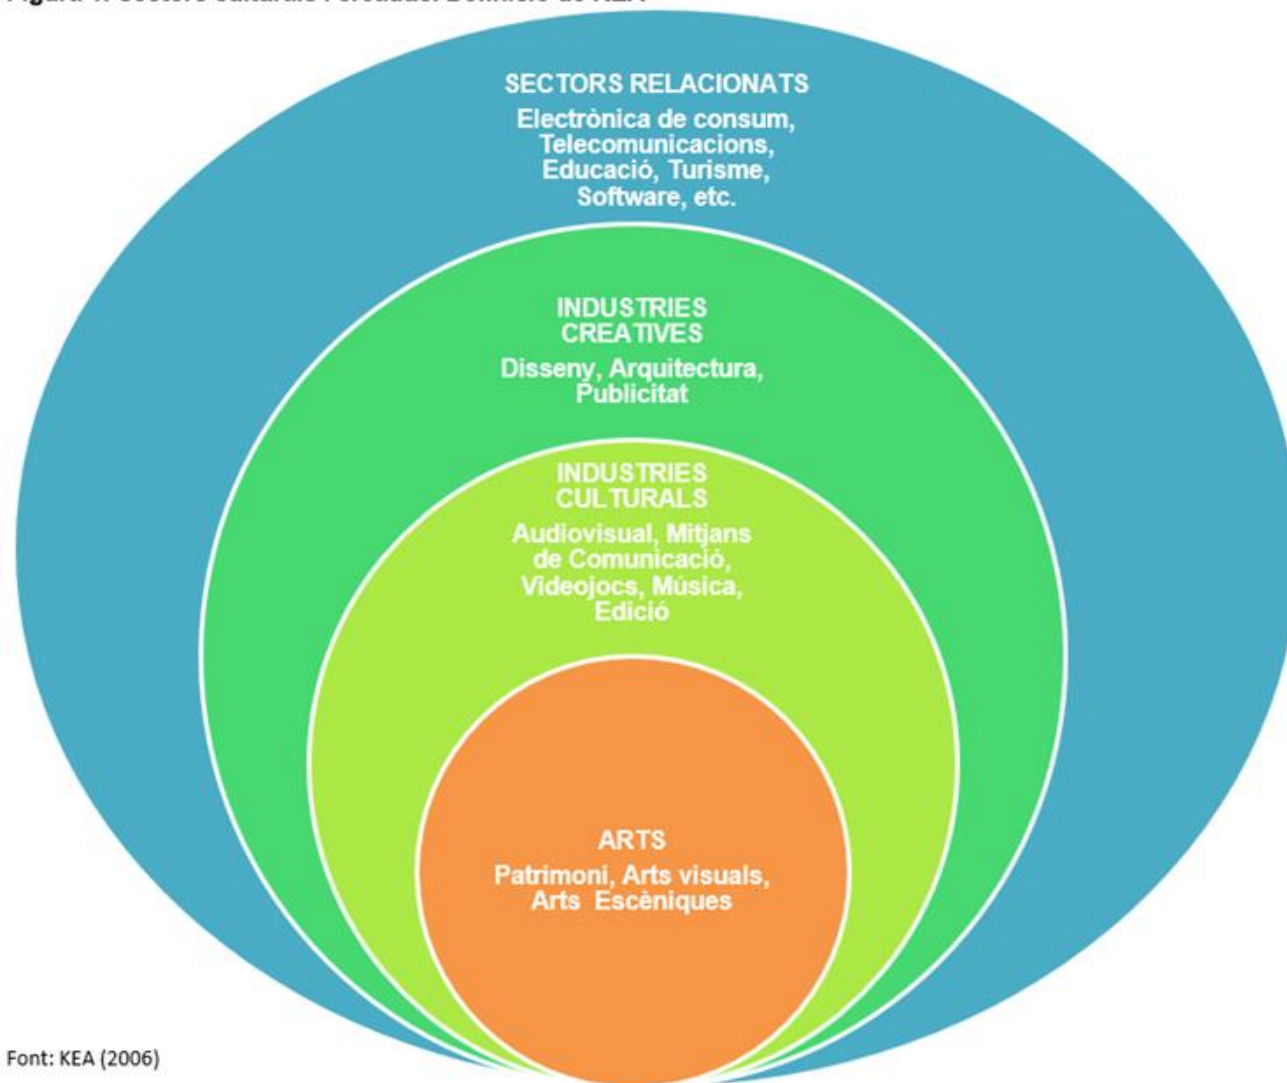 SECTORS RELACIONATS
Electrònica de consum,
Telecomunicacions,
Educació, Turisme,
Software, etc.
INDUSTRIES
CREATIVES
Disseny, Arquitectura,
Publicitat
INDUSTRIES
CULTURALS
Audiovisual, Mitjans
de Comunicació,
Videojocs, Música,
Edició
ARTS
Patrimoni, Arts visuals,
Arts Escèniques
Font: KEA (2006)